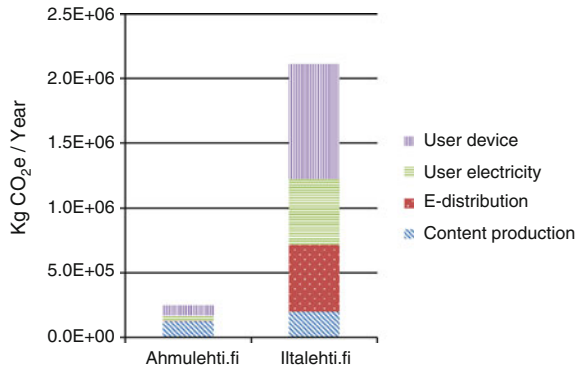 Kg CO₂e / Year
2.5E+06
2.0E+06
1.5E+06
1.0E+06
5.0E+05
0.0E+00
Ahmulehti.fi
Iltalehti.fi
User device
User electricity
E-distribution
Content production